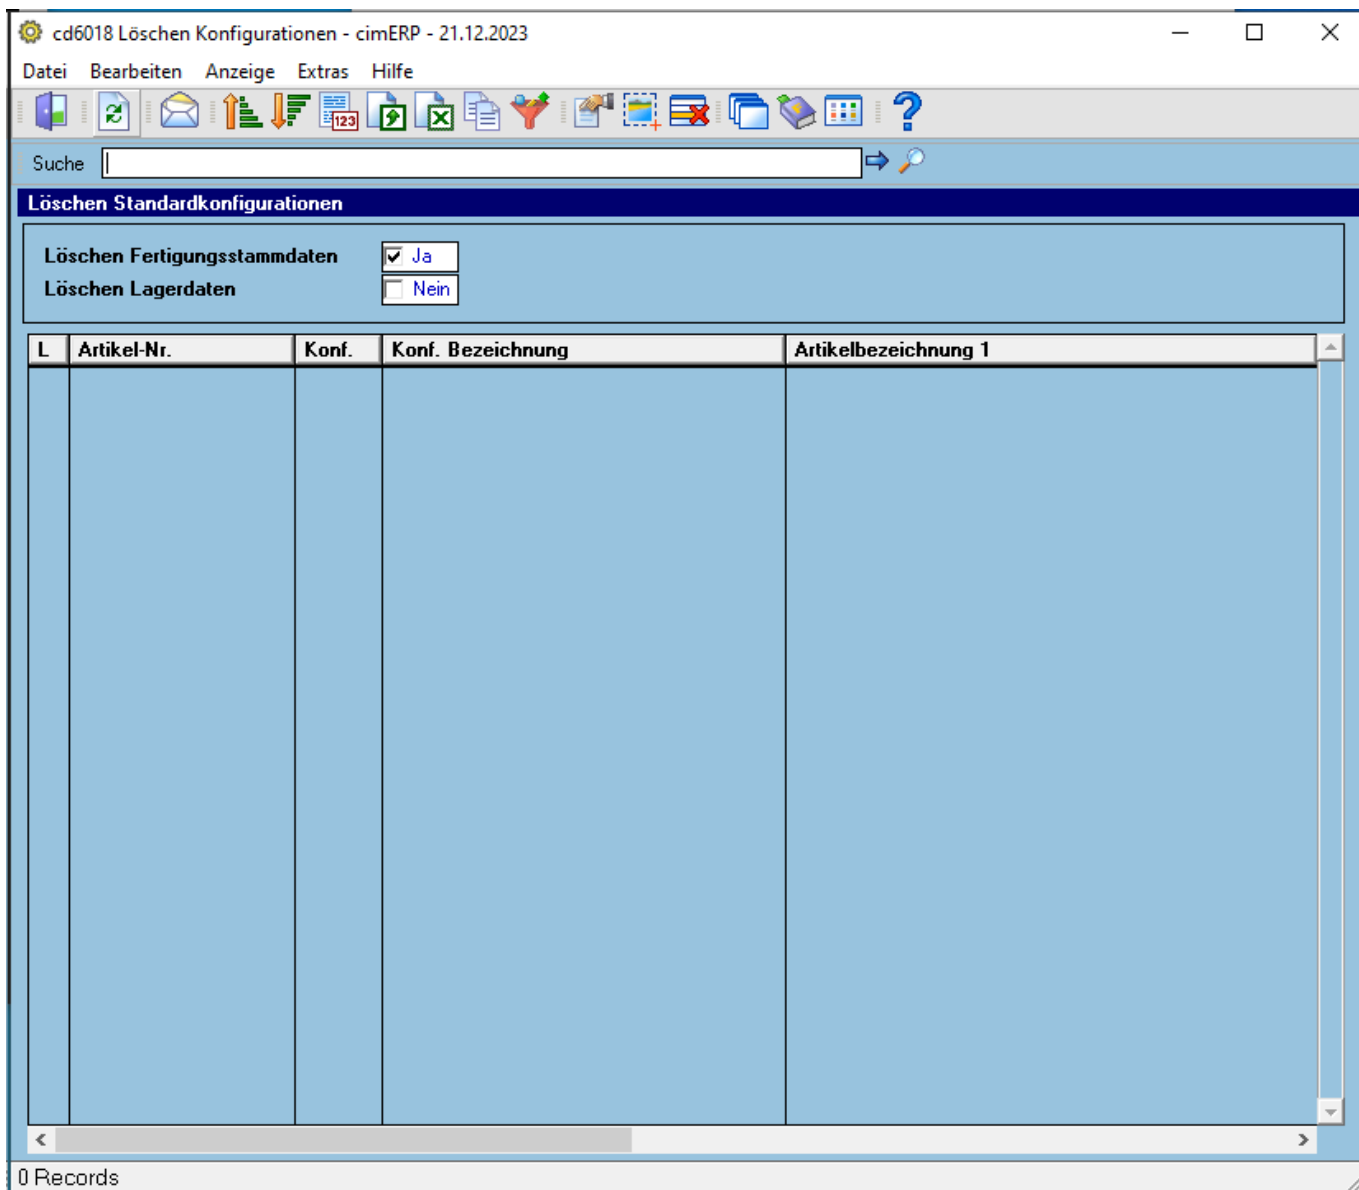 cd6018 Löschen Konfigurationen - cimERP - 21.12.2023
Datei Bearbeiten Anzeige Extras Hilfe
123
Suche
Löschen Standardkonfigurationen
Löschen Fertigungsstammdaten Ja
Löschen Lagerdaten Nein
L Artikel-Nr. Konf. Konf. Bezeichnung Artikelbezeichnung 1
0 Records